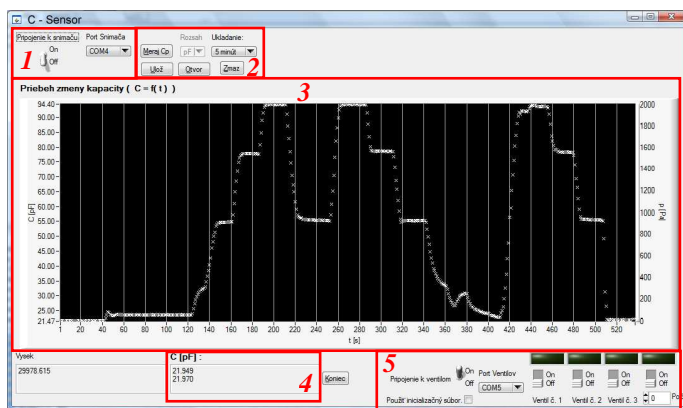 C - Sensor
Pripojenie k snímaču Port Snímača
On
Off
COM4
1
Rozsah Ukladanie:
Meraj Cp pF 5 minút
Ulož Otvor Zmaz
2
3
Priebeh zmeny kapacity ( C = f( t ) )
94.40
90.00
85.00
80.00
75.00
70.00
65.00
60.00
55.00
50.00
45.00
40.00
35.00
30.00
25.00
21.47
C [pF]
2000
1800
1600
1400
1200
1000
800
600
400
200
0
p [Pa]
1 20 40 60 80 100 120 140 160 180 200 220 240 260 280 300 320 340 360 380 400 420 440 460 480 500 520
t [s]
Vysek
29978.615
C [pF] :
21.949
21.970
4
Koniec
5
Pripojenie k ventilom On Off Port Ventilov
COM5
Použit inicializačný súbor.
On On On On
Off Off Off Off
Ventil č. 1 Ventil č. 2 Ventil č. 3 0